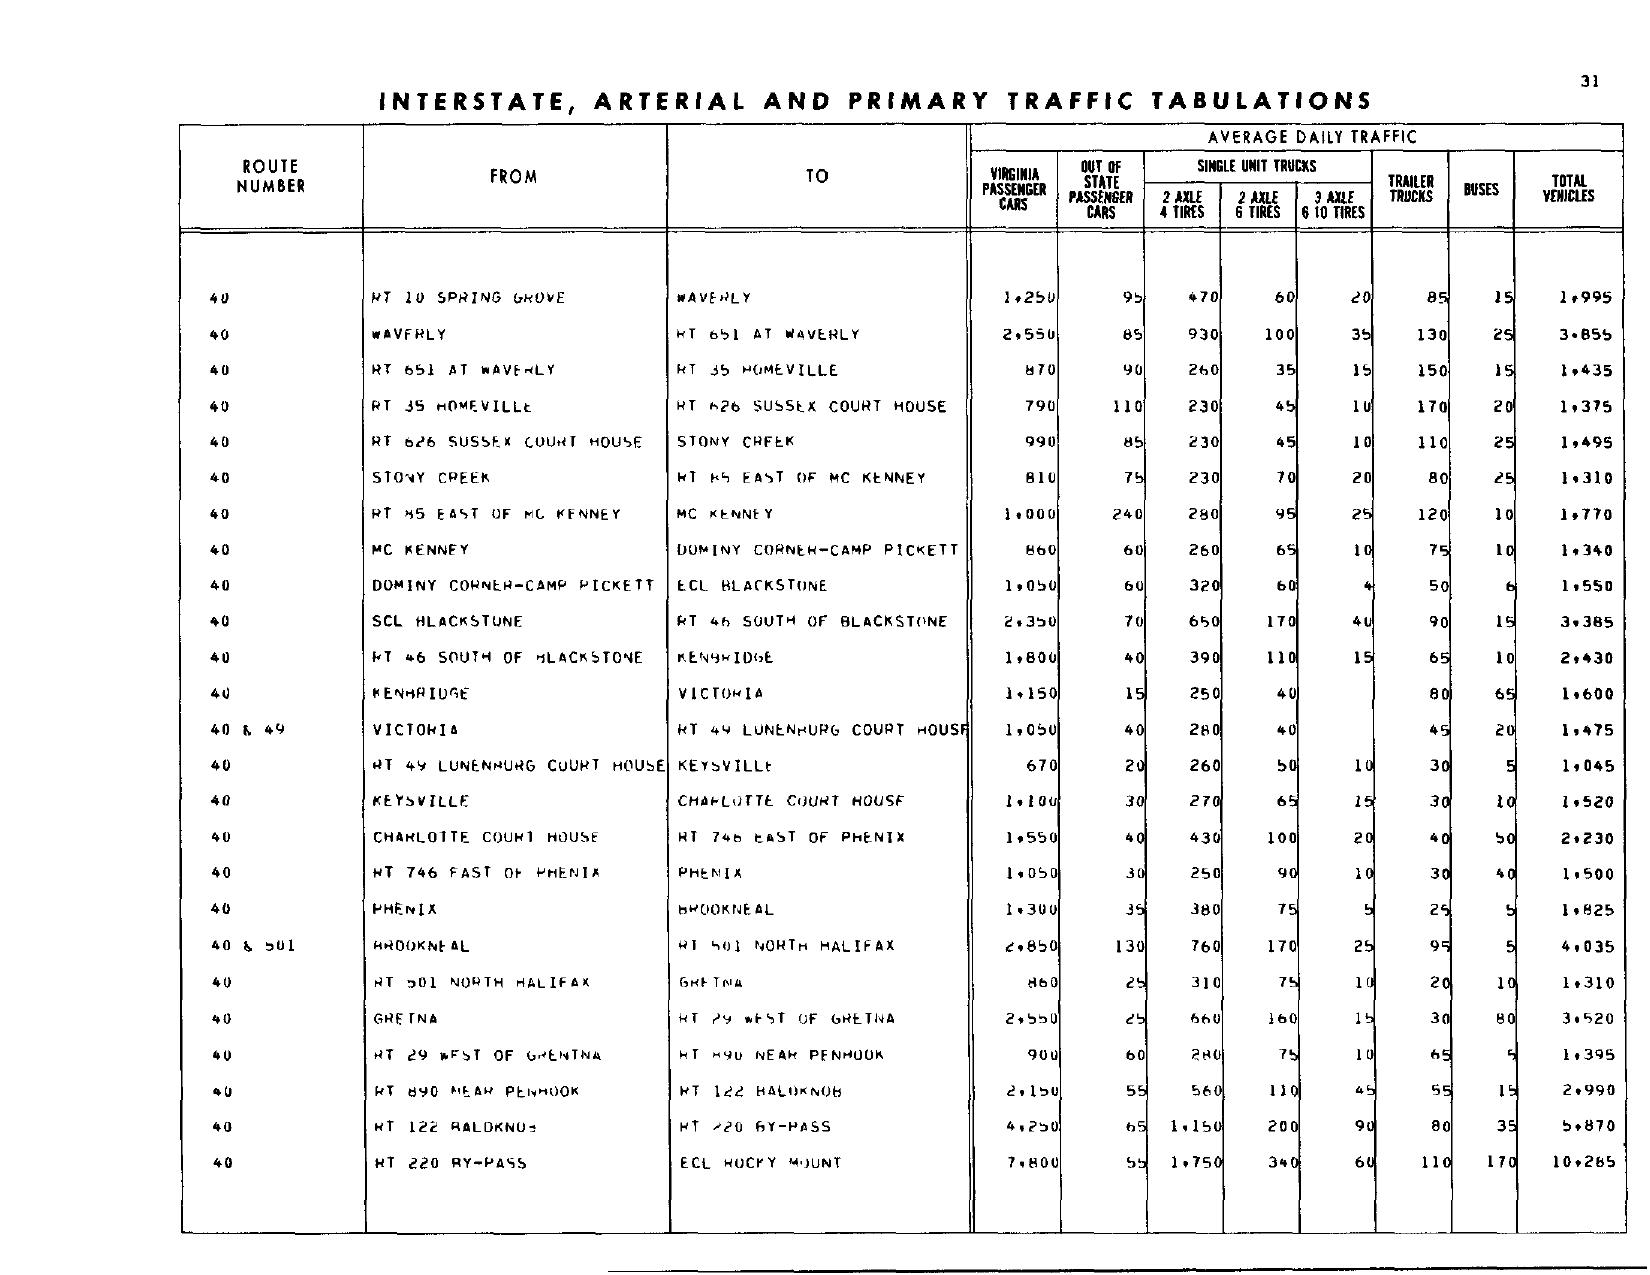 31
INTERSTATE, ARTERIAL AND PRIMARY TRAFFIC TABULATIONS
ROUTE NUMBER FROM TO AVERAGE DAILY TRAFFIC
VIRGINIA PASSENGER CARS OUT OF STATE PASSENGER CARS SINGLE UNIT TRUCKS 2 AXLE 4 TIRES 2 AXLE 6 TIRES 3 AXLE 6 10 TIRES TRAILER TRUCKS BUSES TOTAL VEHICLES
40 RT 10 SPRING GROVE WAVERLY 1,250 95 470 60 20 85 15 1,995
40 WAVERLY RT 651 AT WAVERLY 2,550 85 930 100 35 130 25 3,855
40 RT 651 AT WAVERLY RT 35 HOMEVILLE 870 90 260 35 15 150 15 1,435
40 RT 35 HOMEVILLE RT 626 SUSSEX COURT HOUSE 790 110 230 45 10 170 20 1,375
40 RT 626 SUSSEX COURT HOUSE STONY CREEK 990 85 230 45 10 110 25 1,495
40 STONY CREEK RT 85 EAST OF MC KENNEY 810 75 230 70 20 80 25 1,310
40 RT 85 EAST OF MC KENNEY MC KENNEY 1,000 240 280 95 25 120 10 1,770
40 MC KENNEY DOMINY CORNER-CAMP PICKETT 860 60 260 65 10 75 10 1,340
40 DOMINY CORNER-CAMP PICKETT ECL BLACKSTONE 1,050 60 320 60 4 50 6 1,550
40 SCL BLACKSTONE RT 46 SOUTH OF BLACKSTONE 2,350 70 650 170 40 90 15 3,385
40 RT 46 SOUTH OF BLACKSTONE KENBRIDGE 1,800 40 390 110 15 65 10 2,430
40 KENBRIDGE VICTORIA 1,150 15 250 40 80 65 1,600
40 & 49 VICTORIA RT 49 LUNENBURG COURT HOUSE 1,050 40 280 40 45 20 1,475
40 RT 49 LUNENBURG COURT HOUSE KEYSVILLE 670 20 260 50 10 30 5 1,045
40 KEYSVILLE CHARLOTTE COURT HOUSE 1,100 30 270 65 15 30 10 1,520
40 CHARLOTTE COURT HOUSE RT 746 EAST OF PHENIX 1,550 40 430 100 20 40 50 2,230
40 RT 746 EAST OF PHENIX PHENIX 1,050 30 250 90 10 30 40 1,500
40 PHENIX BROOKNEAL 1,300 35 380 75 5 25 5 1,825
40 & 501 BROOKNEAL RT 501 NORTH HALIFAX 2,850 130 760 170 25 95 5 4,035
40 RT 501 NORTH HALIFAX GRETNA 860 25 310 75 10 20 10 1,310
40 GRETNA RT 29 WEST OF GRETNA 2,550 25 660 160 15 30 80 3,520
40 RT 29 WEST OF GRETNA RT 890 NEAR PENHOOK 900 60 280 75 10 65 5 1,395
40 RT 890 NEAR PENHOOK RT 122 BALDKNOB 2,150 55 560 110 45 55 15 2,990
40 RT 122 BALDKNOB RT 220 BY-PASS 4,250 65 1,150 200 90 80 35 5,870
40 RT 220 BY-PASS ECL ROCKY MOUNT 7,800 55 1,750 340 60 110 170 10,285